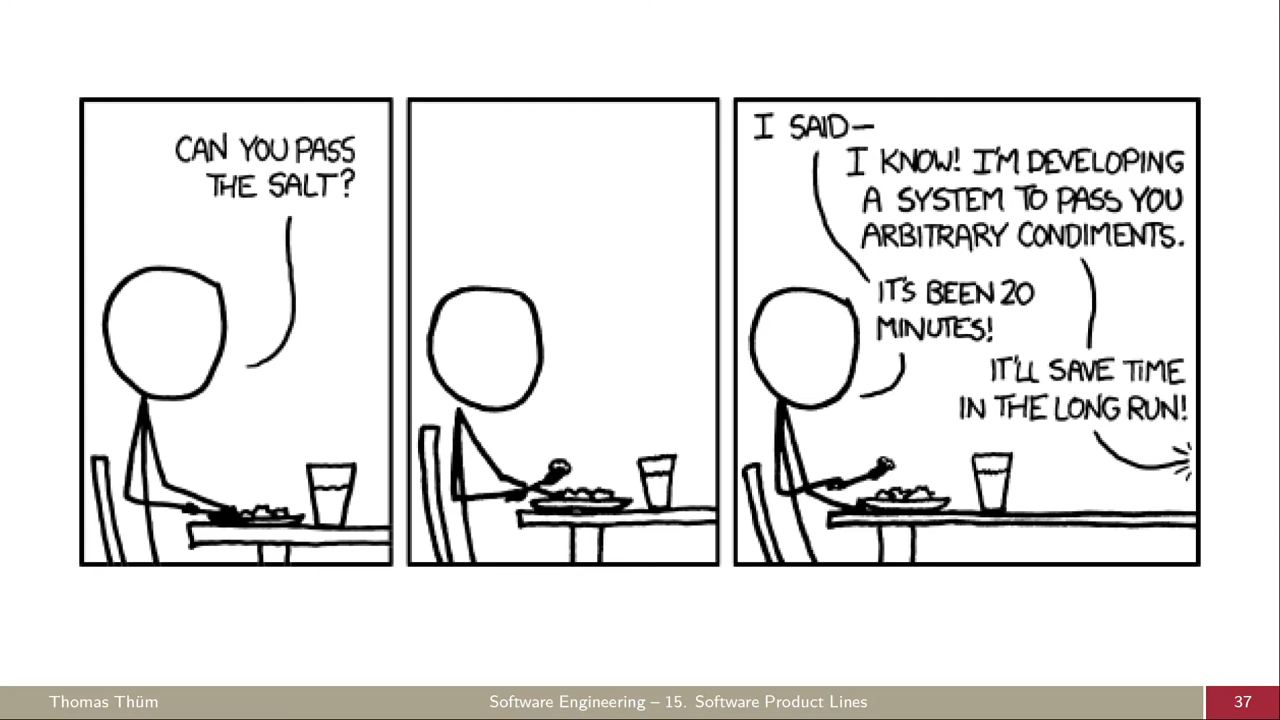 CAN YOU PASS
THE SALT?
I SAID—
I KNOW! I'M DEVELOPING
A SYSTEM TO PASS YOU
ARBITRARY CONDIMENTS.
IT'S BEEN 20
MINUTES!
IT'LL SAVE TIME
IN THE LONG RUN!
Thomas Thüm
Software Engineering – 15. Software Product Lines
37